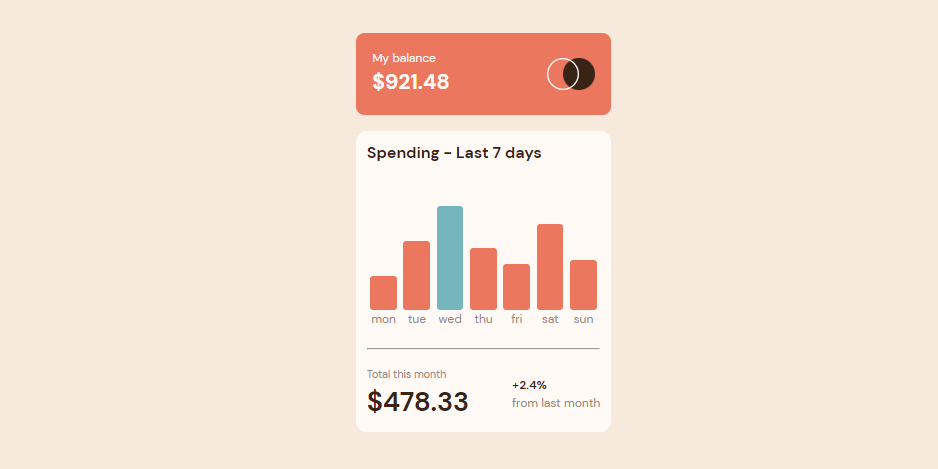 My balance
$921.48
Spending - Last 7 days
mon tue wed thu fri sat sun
Total this month
$478.33
+2.4%
from last month